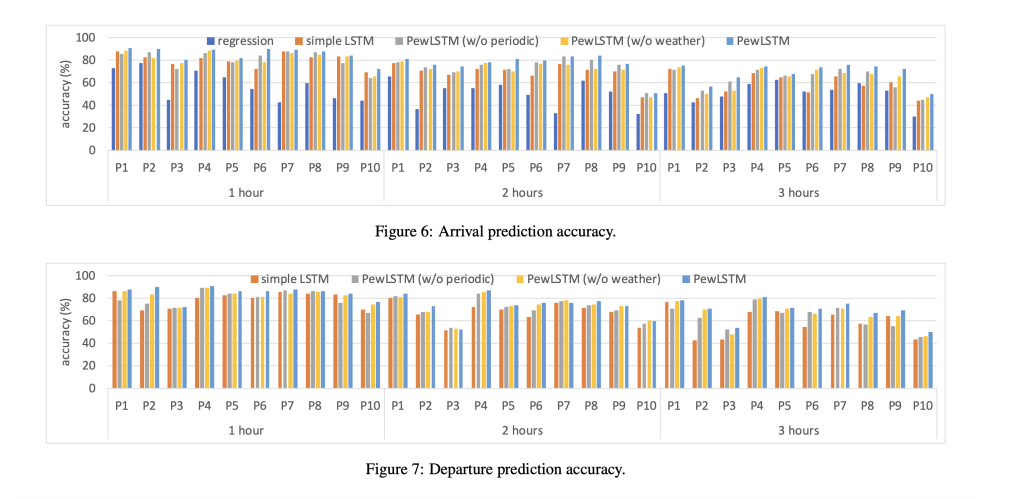 regression simple LSTM PewLSTM (w/o periodic) PewLSTM (w/o weather) PewLSTM
accuracy (%)
100
80
60
40
20
0
P1 P2 P3 P4 P5 P6 P7 P8 P9 P10 P1 P2 P3 P4 P5 P6 P7 P8 P9 P10 P1 P2 P3 P4 P5 P6 P7 P8 P9 P10
1 hour 2 hours 3 hours
Figure 6: Arrival prediction accuracy.
simple LSTM PewLSTM (w/o periodic) PewLSTM (w/o weather) PewLSTM
accuracy (%)
100
80
60
40
20
0
P1 P2 P3 P4 P5 P6 P7 P8 P9 P10 P1 P2 P3 P4 P5 P6 P7 P8 P9 P10 P1 P2 P3 P4 P5 P6 P7 P8 P9 P10
1 hour 2 hours 3 hours
Figure 7: Departure prediction accuracy.